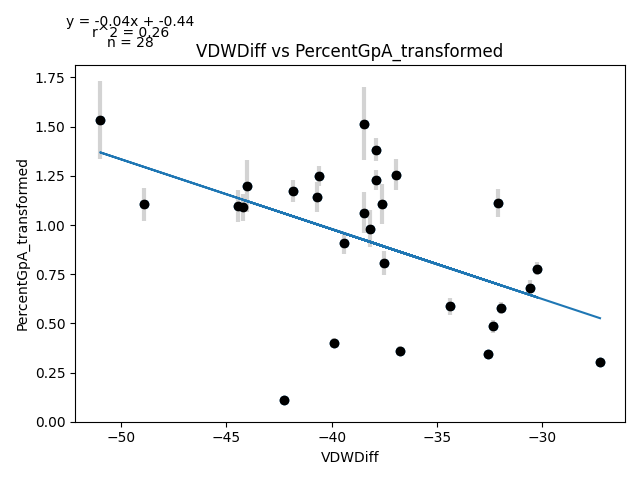 y = -0.04x + -0.44
r^2 = 0.26
n = 28
VDWDiff vs PercentGpA_transformed
1.75
1.50
1.25
1.00
0.75
0.50
0.25
0.00
PercentGpA_transformed
−50
−45
−40
−35
−30
VDWDiff